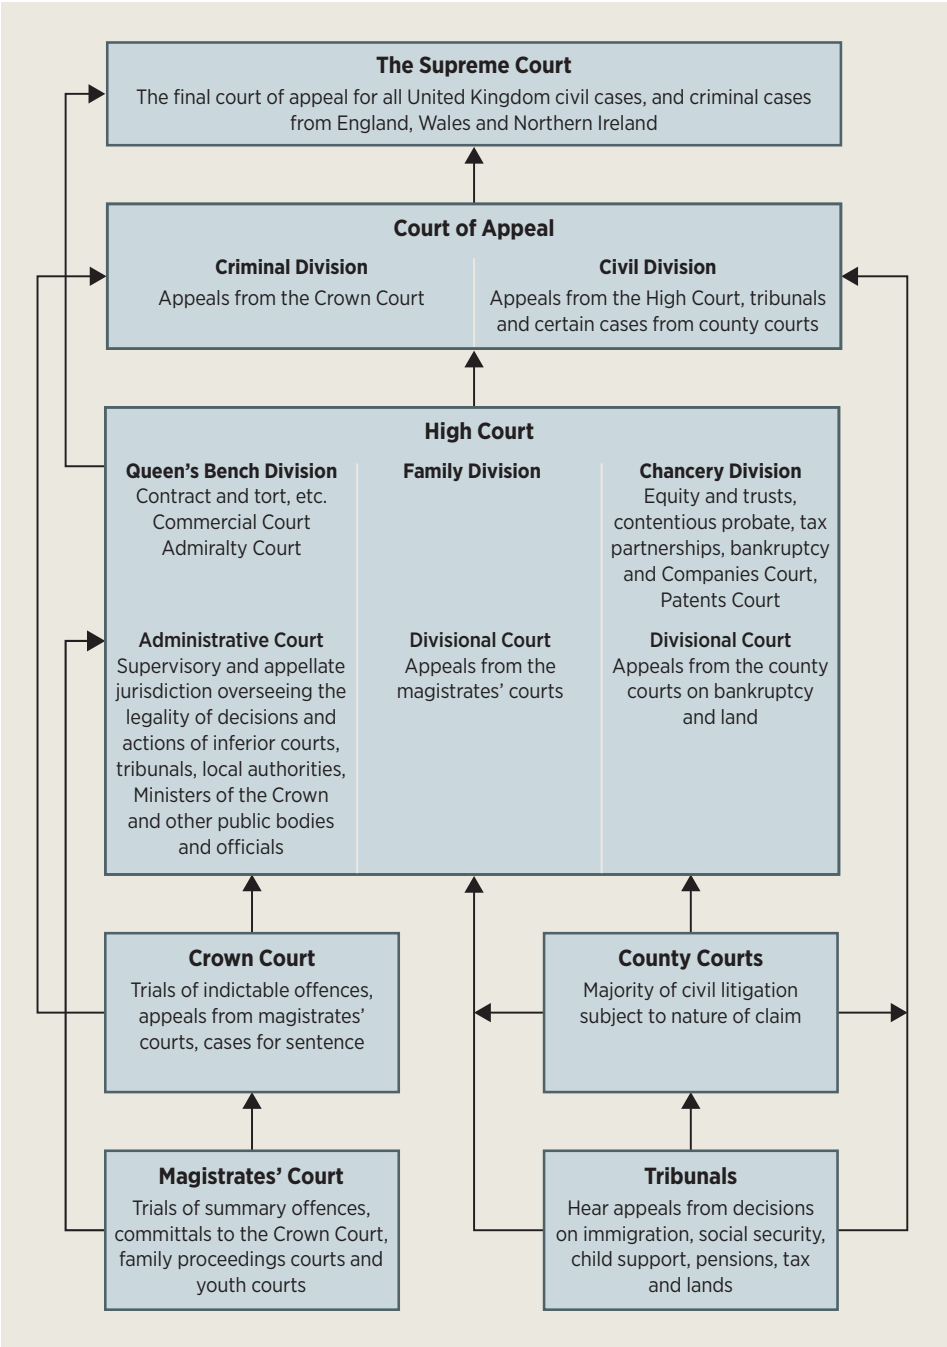 The Supreme Court
The final court of appeal for all United Kingdom civil cases, and criminal cases
from England, Wales and Northern Ireland
Court of Appeal
Criminal Division
Appeals from the Crown Court
Civil Division
Appeals from the High Court, tribunals
and certain cases from county courts
High Court
Queen’s Bench Division
Contract and tort, etc.
Commercial Court
Admiralty Court
Administrative Court
Supervisory and appellate
jurisdiction overseeing the
legality of decisions and
actions of inferior courts,
tribunals, local authorities,
Ministers of the Crown
and other public bodies
and officials
Family Division
Divisional Court
Appeals from the
magistrates’ courts
Chancery Division
Equity and trusts,
contentious probate, tax
partnerships, bankruptcy
and Companies Court,
Patents Court
Divisional Court
Appeals from the county
courts on bankruptcy
and land
Crown Court
Trials of indictable offences,
appeals from magistrates’
courts, cases for sentence
County Courts
Majority of civil litigation
subject to nature of claim
Magistrates’ Court
Trials of summary offences,
committals to the Crown Court,
family proceedings courts and
youth courts
Tribunals
Hear appeals from decisions
on immigration, social security,
child support, pensions, tax
and lands